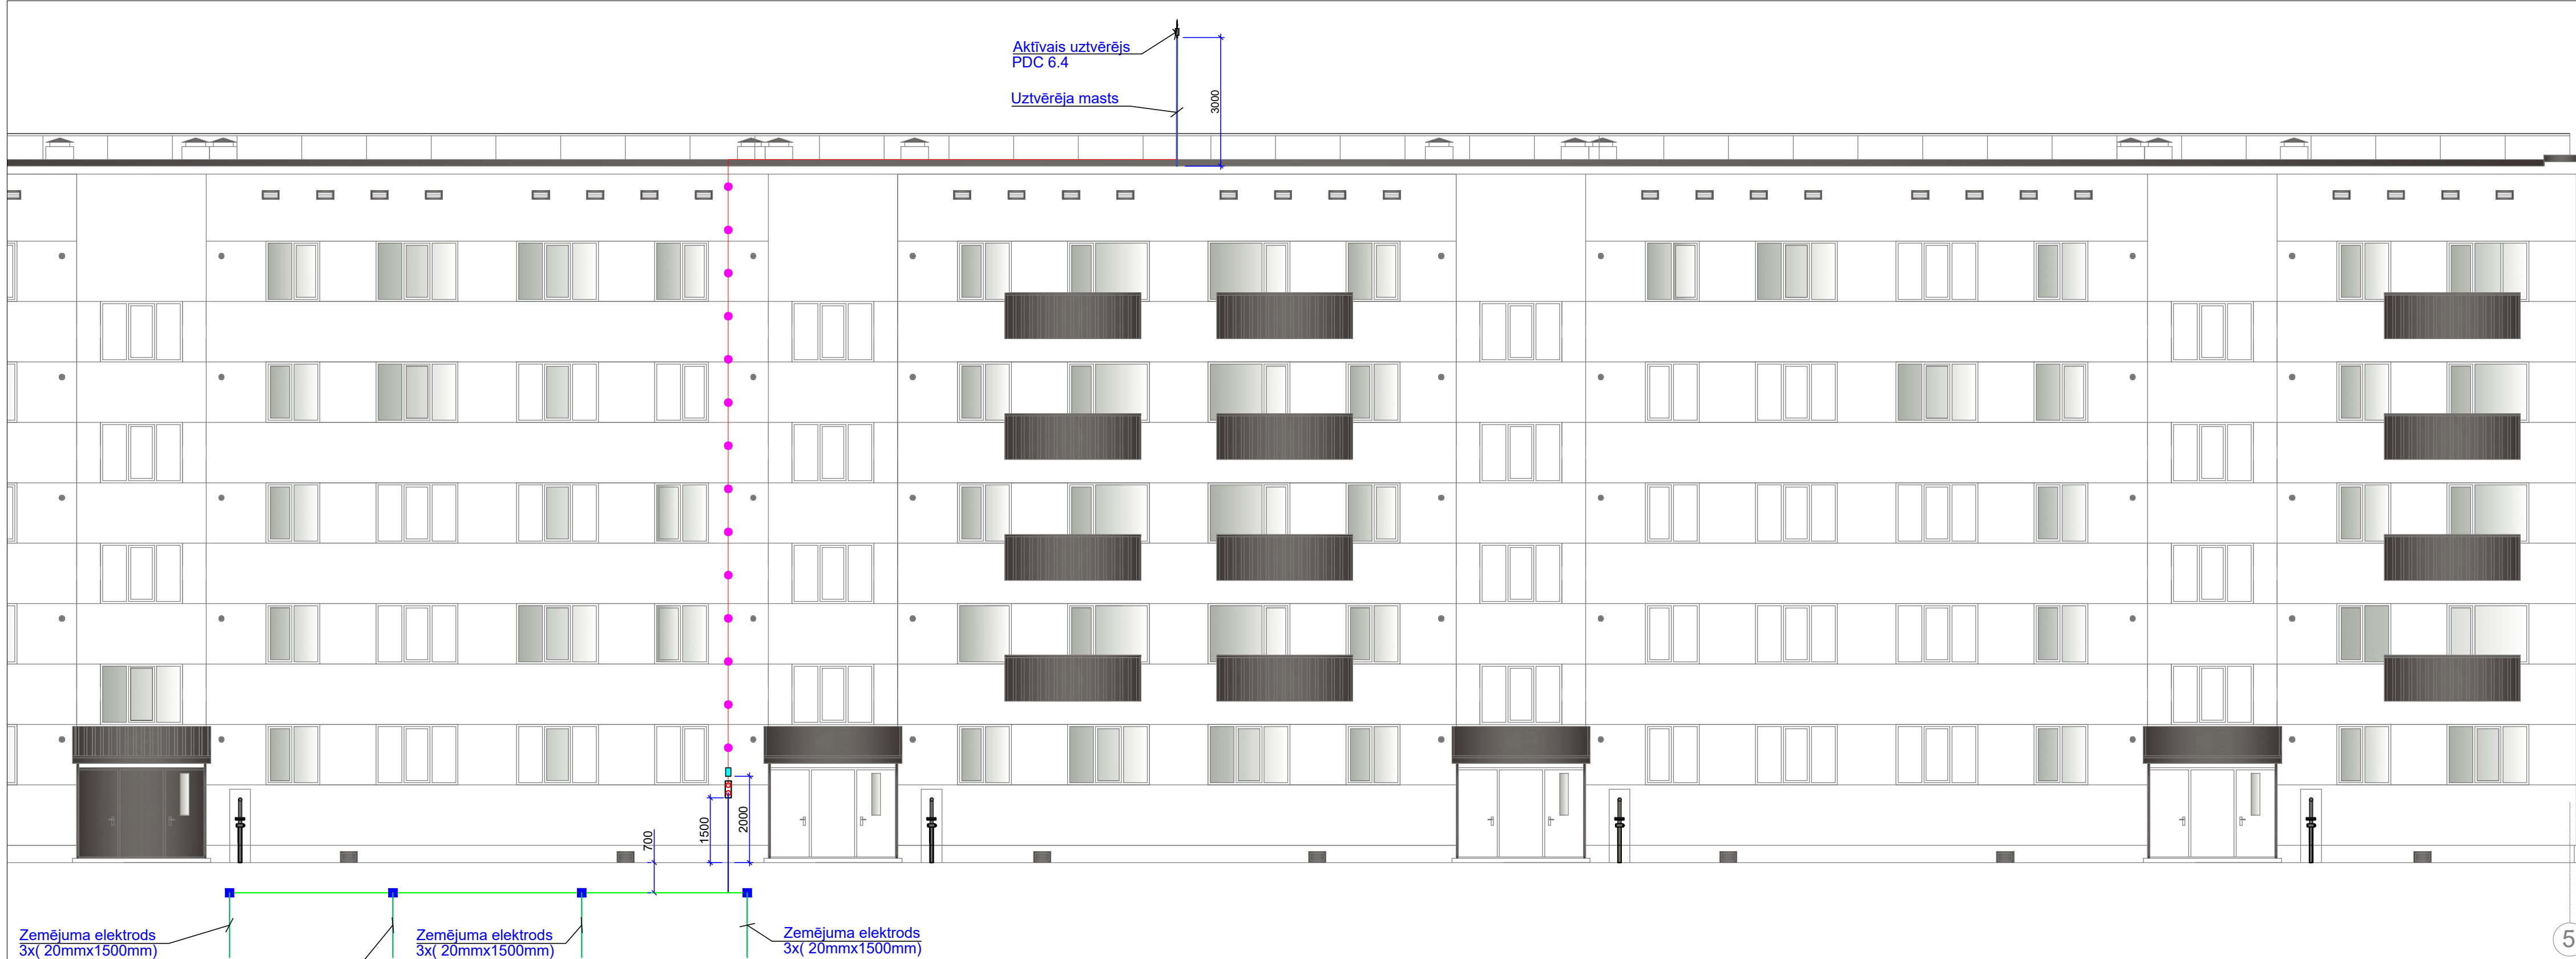 Aktīvais uztvērējs
PDC 6.4
Uztvērēja masts
3000
700
1500
2000
Zemējuma elektrods
3x( 20mmx1500mm)
Zemējuma elektrods
3x( 20mmx1500mm)
Zemējuma elektrods
3x( 20mmx1500mm)
5